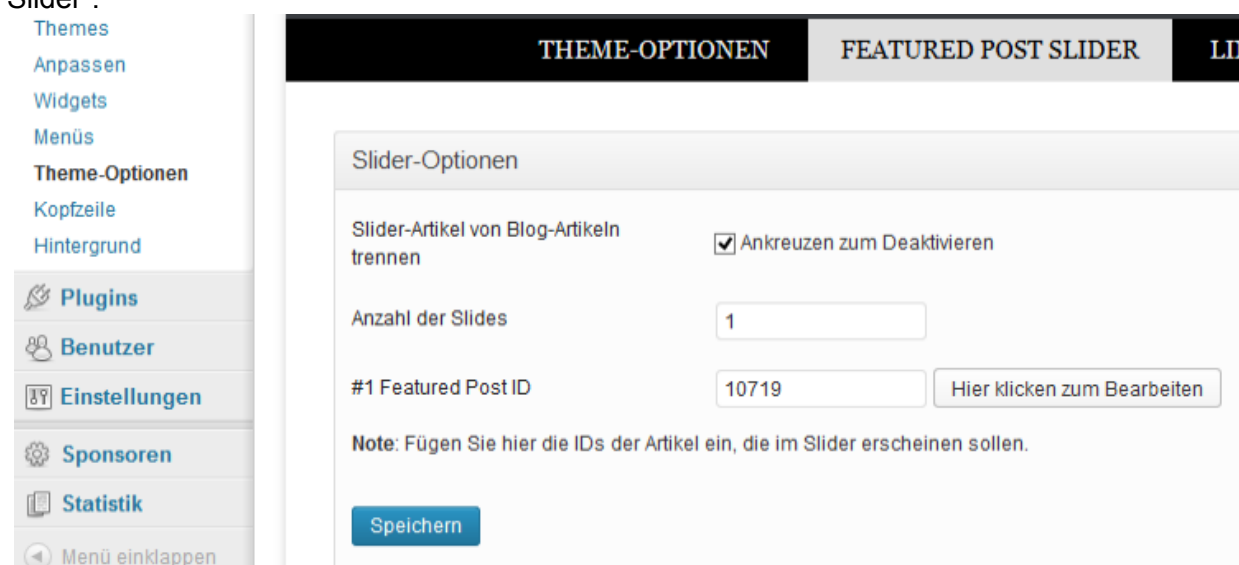 Slider".
Themes
Anpassen
Widgets
Menüs
Theme-Optionen
Kopfzeile
Hintergrund
Plugins
Benutzer
Einstellungen
Sponsoren
Statistik
Menü einklappen
THEME-OPTIONEN FEATURED POST SLIDER
Slider-Optionen
Slider-Artikel von Blog-Artikeln
trennen
Ankreuzen zum Deaktivieren
Anzahl der Slides 1
#1 Featured Post ID 10719 Hier klicken zum Bearbeiten
Note: Fügen Sie hier die IDs der Artikel ein, die im Slider erscheinen sollen.
Speichern